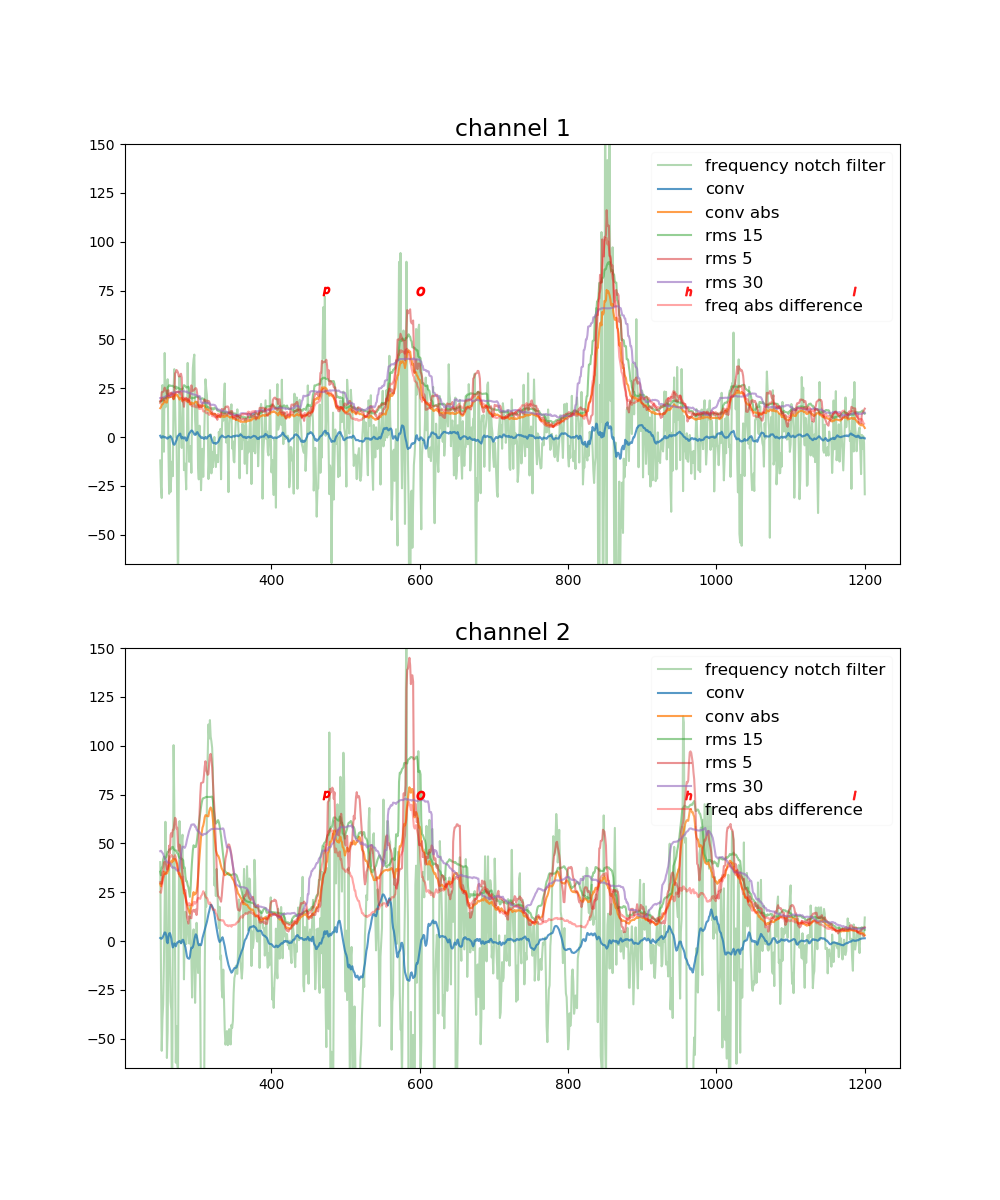 channel 1
150
125
100
75
50
25
0
−25
−50
frequency notch filter
conv
conv abs
rms 15
rms 5
rms 30
freq abs difference
p
o
h
l
400 600 800 1000 1200
channel 2
150
125
100
75
50
25
0
−25
−50
frequency notch filter
conv
conv abs
rms 15
rms 5
rms 30
freq abs difference
p
o
h
l
400 600 800 1000 1200